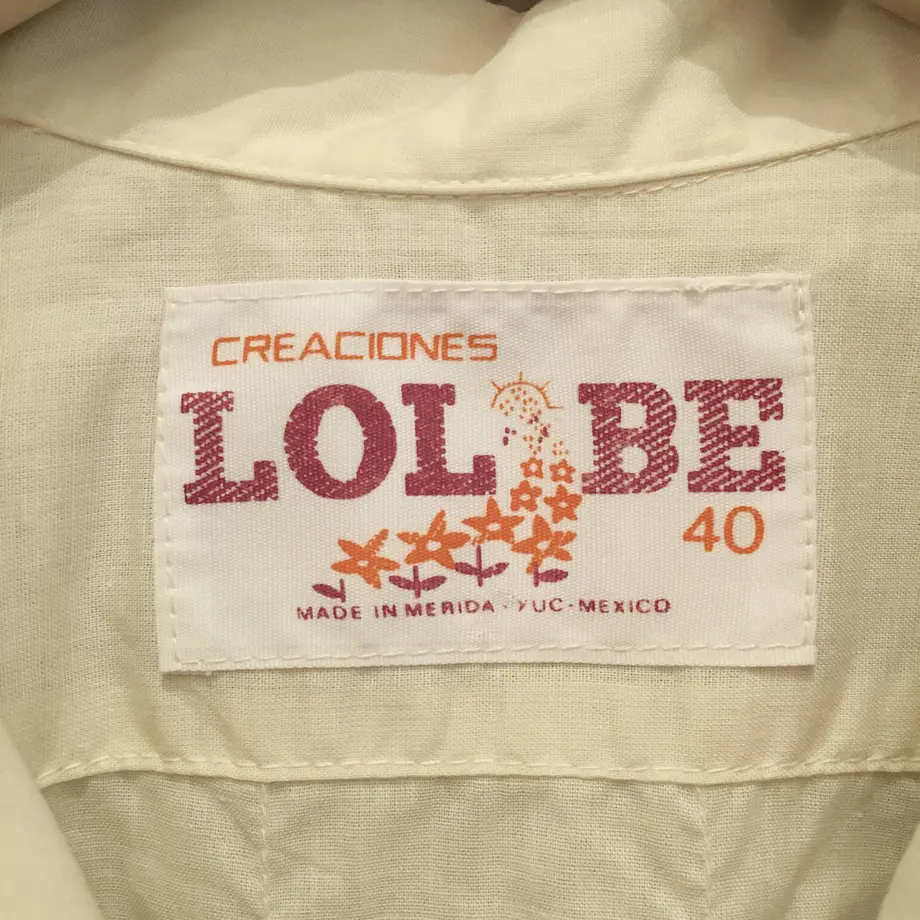 CREACIONES
LOL BE
40
MADE IN MERIDA · YUC · MEXICO